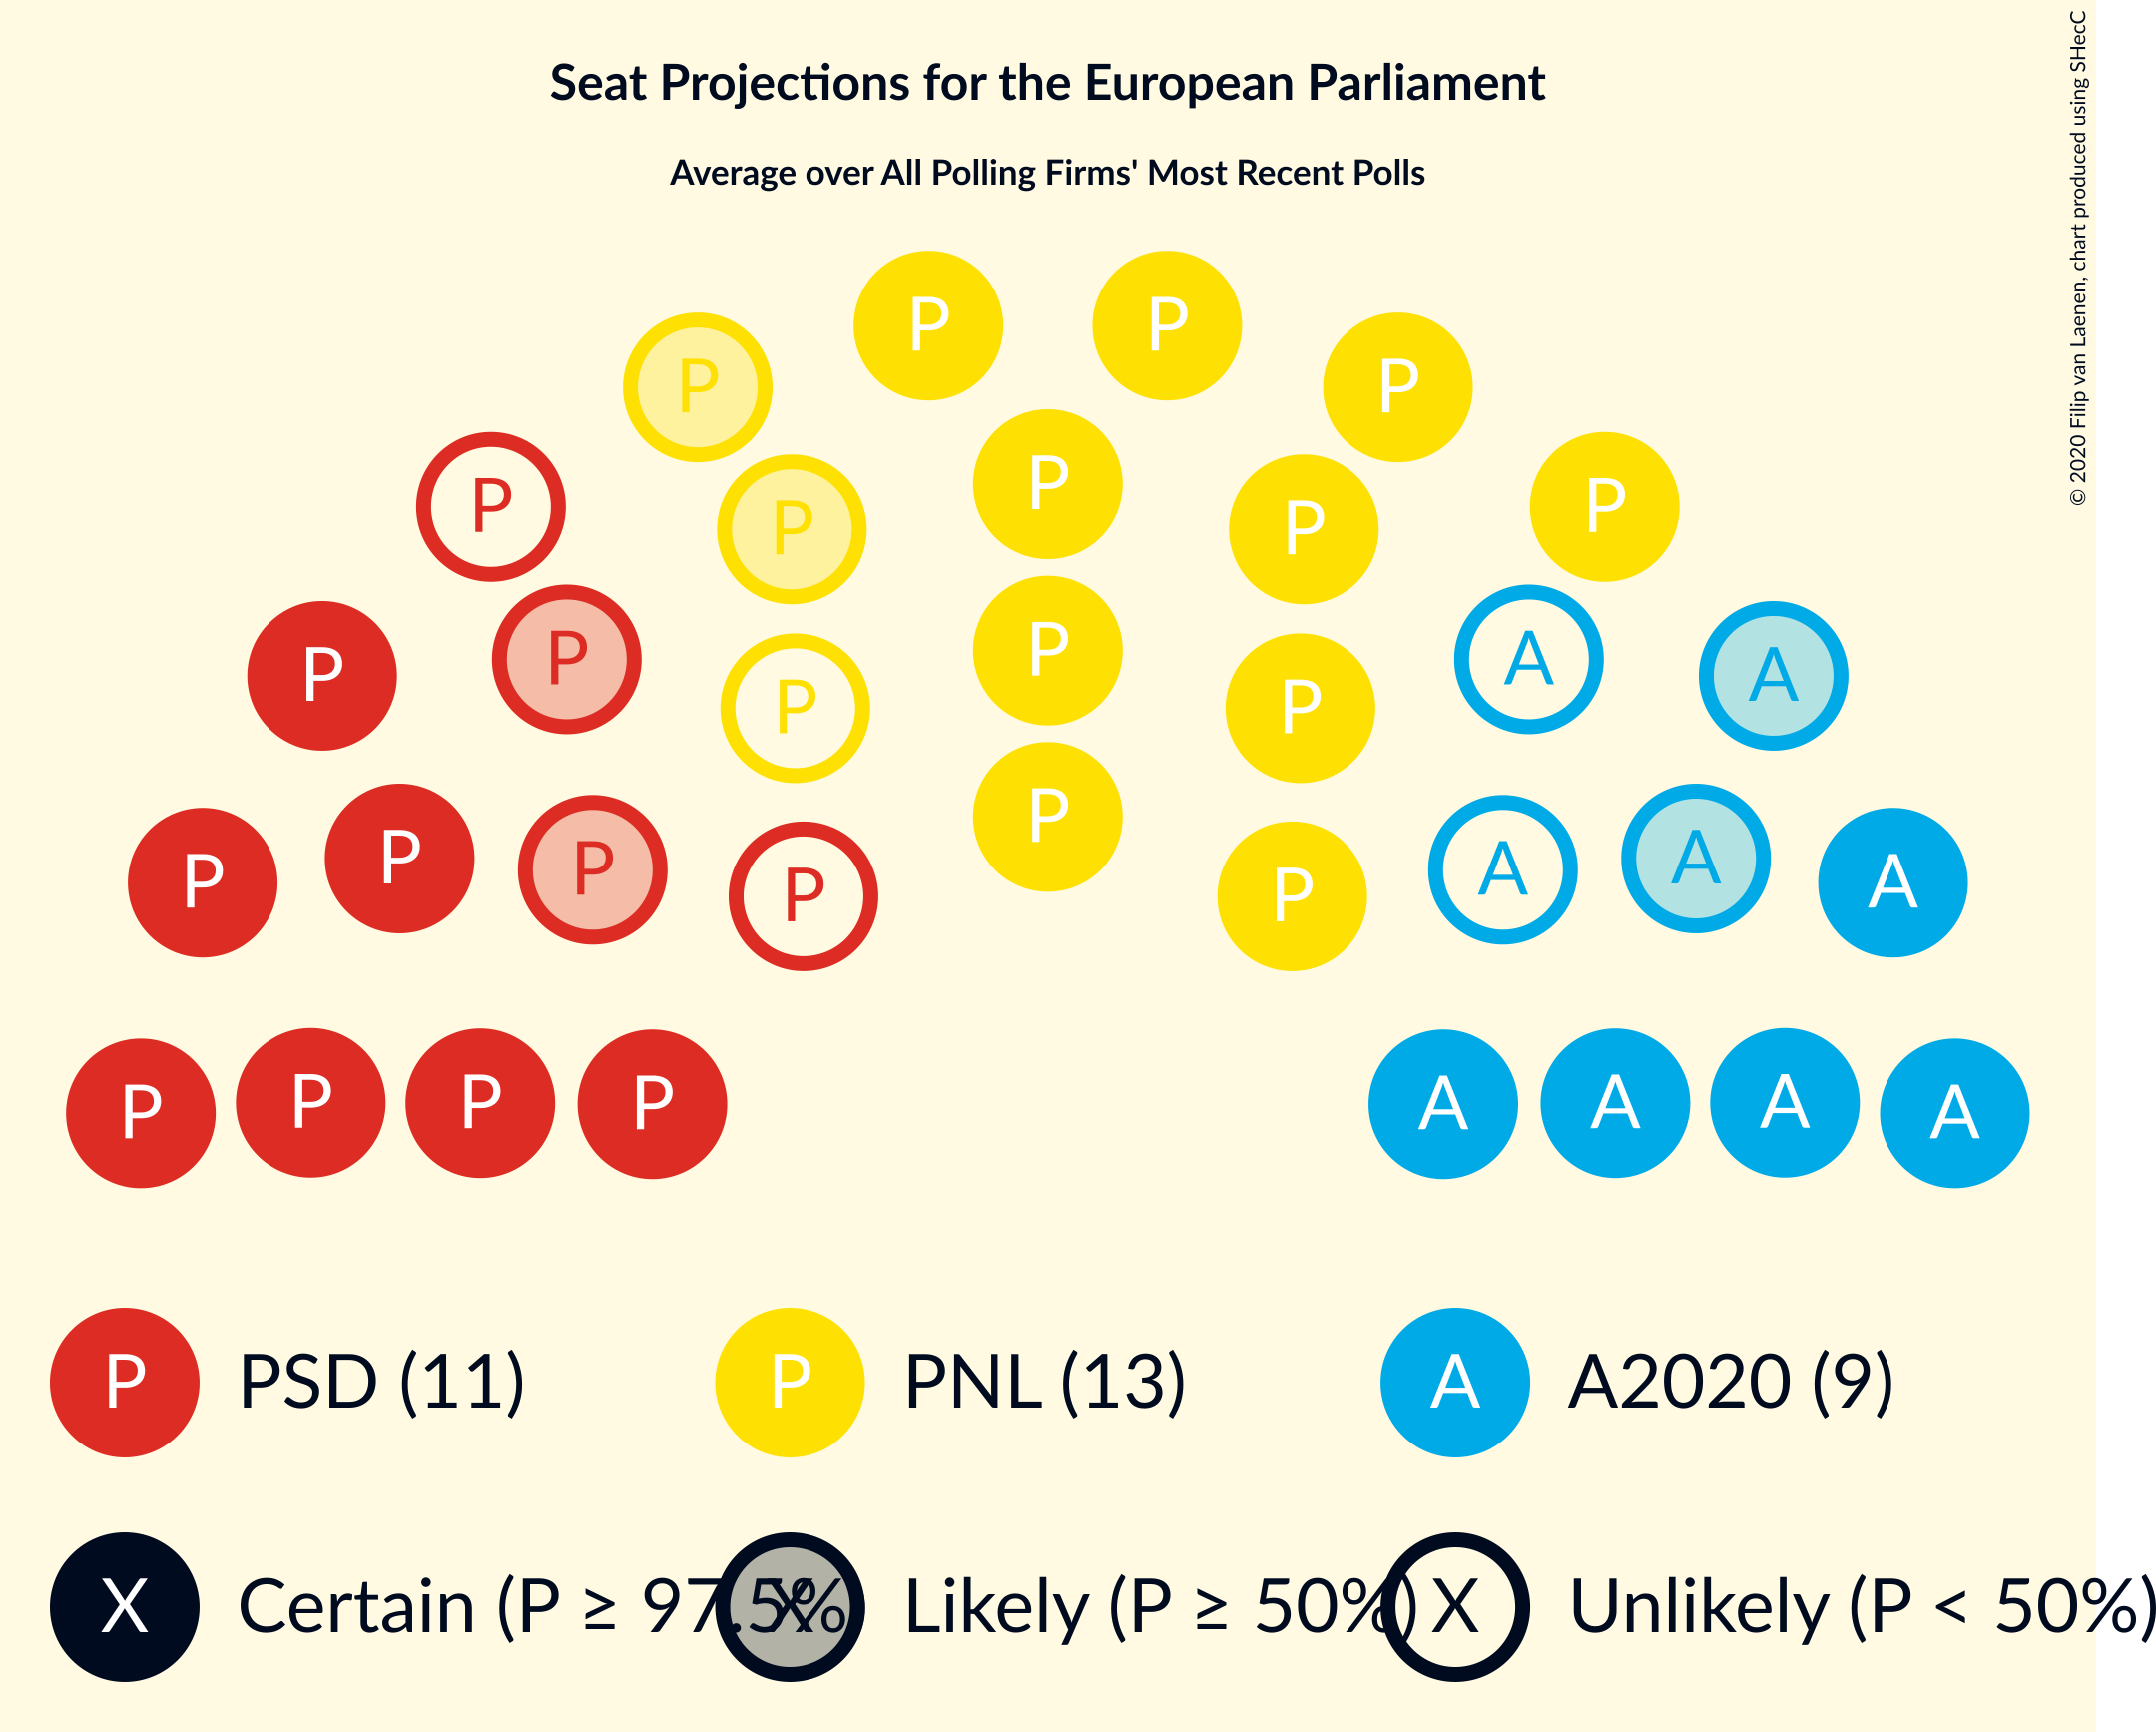 Seat Projections for the European Parliament
Average over All Polling Firms' Most Recent Polls
© 2020 Filip van Laenen, chart produced using SHecC
P P
P P
P
P P
P P
P P
P P A A
P P
P P
P A A
P P P A
P P A
P P P P A A A A
P PSD (11) P PNL (13) A A2020 (9)
X Certain (P ≥ 97.5% X Likely (P ≥ 50%) X Unlikely (P < 50%)